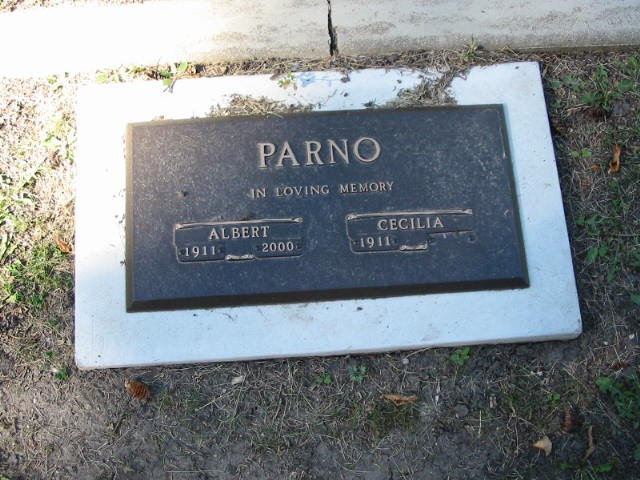 PARNO
IN LOVING MEMORY
ALBERT
1911 2000
CECILIA
1911